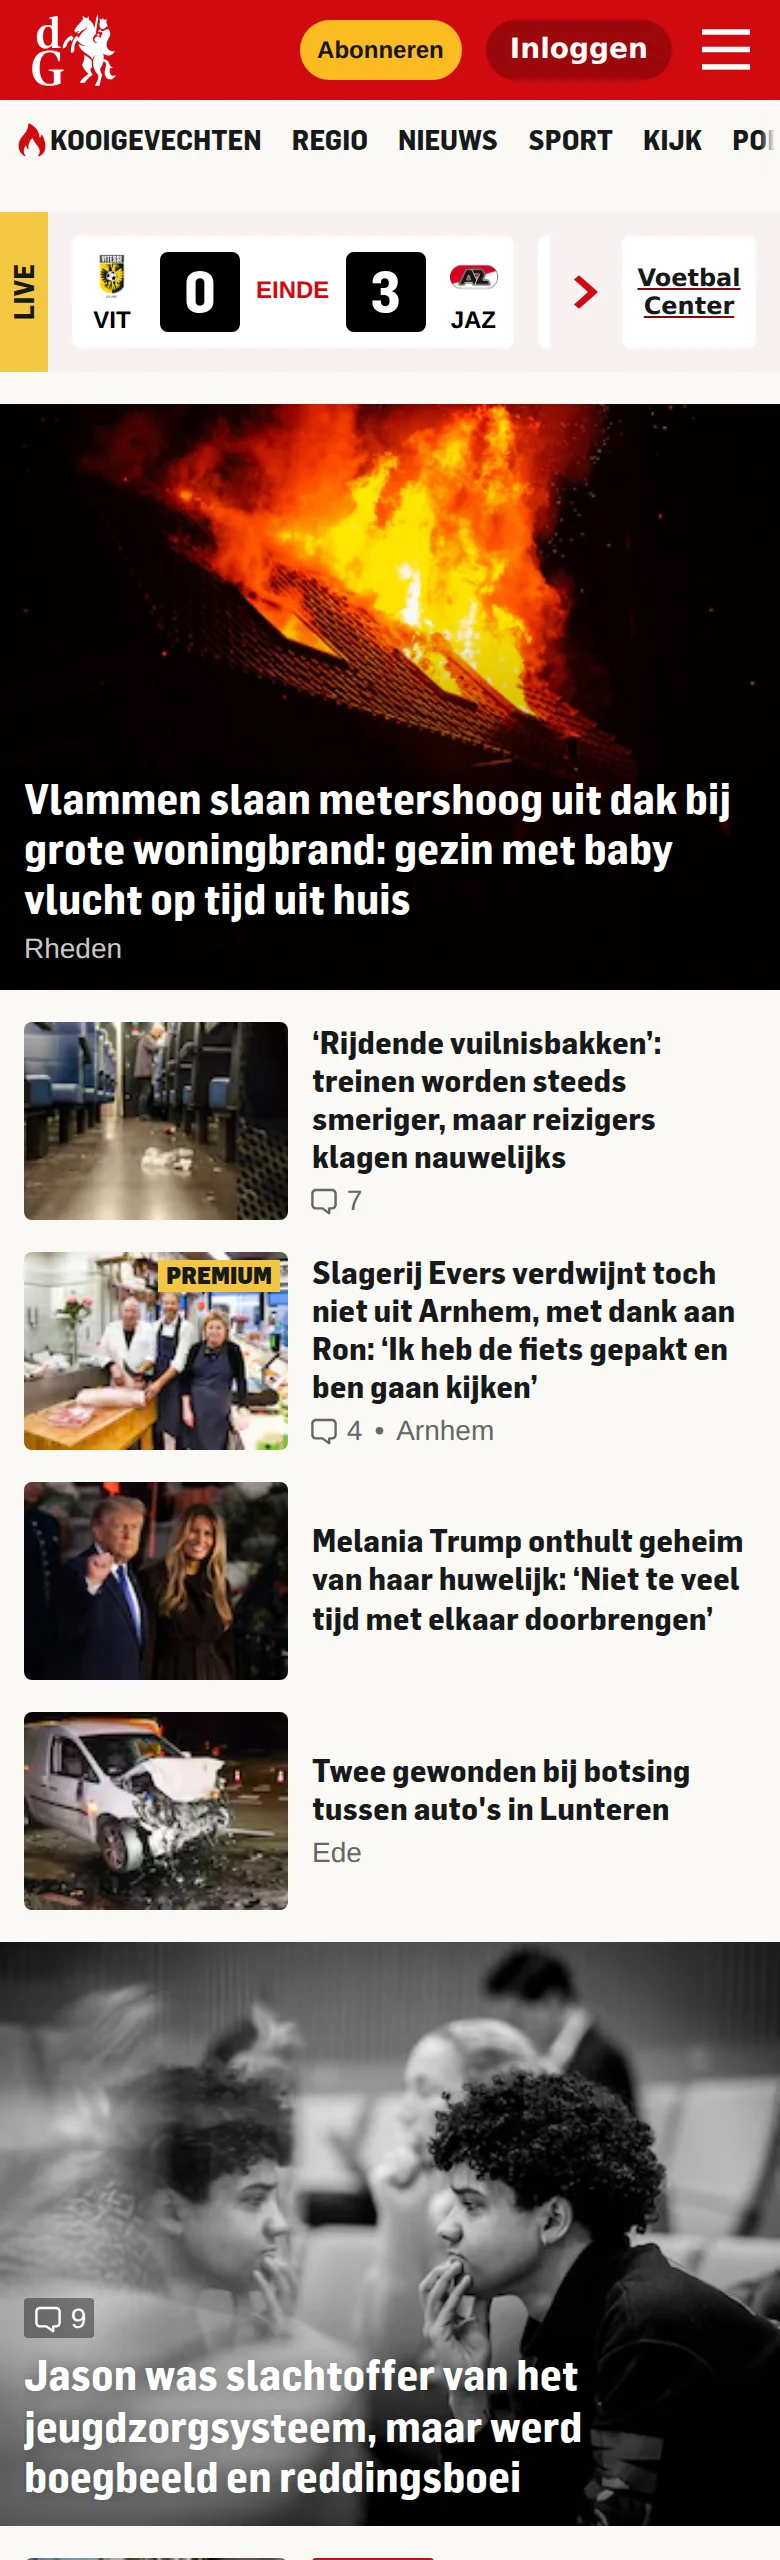 dG
Abonneren
Inloggen
KOOIGEVECHTEN REGIO NIEUWS SPORT KIJK
LIVE
VITESSE
VIT 0 EINDE 3 JAZ
AZ
Voetbal
Center
Vlammen slaan metershoog uit dak bij
grote woningbrand: gezin met baby
vlucht op tijd uit huis
Rheden
‘Rijdende vuilnisbakken’:
treinen worden steeds
smeriger, maar reizigers
klagen nauwelijks
7
PREMIUM
Slagerij Evers verdwijnt toch
niet uit Arnhem, met dank aan
Ron: ‘Ik heb de fiets gepakt en
ben gaan kijken’
4 • Arnhem
Melania Trump onthult geheim
van haar huwelijk: ‘Niet te veel
tijd met elkaar doorbrengen’
Twee gewonden bij botsing
tussen auto's in Lunteren
Ede
9
Jason was slachtoffer van het
jeugdzorgsysteem, maar werd
boegbeeld en reddingsboei